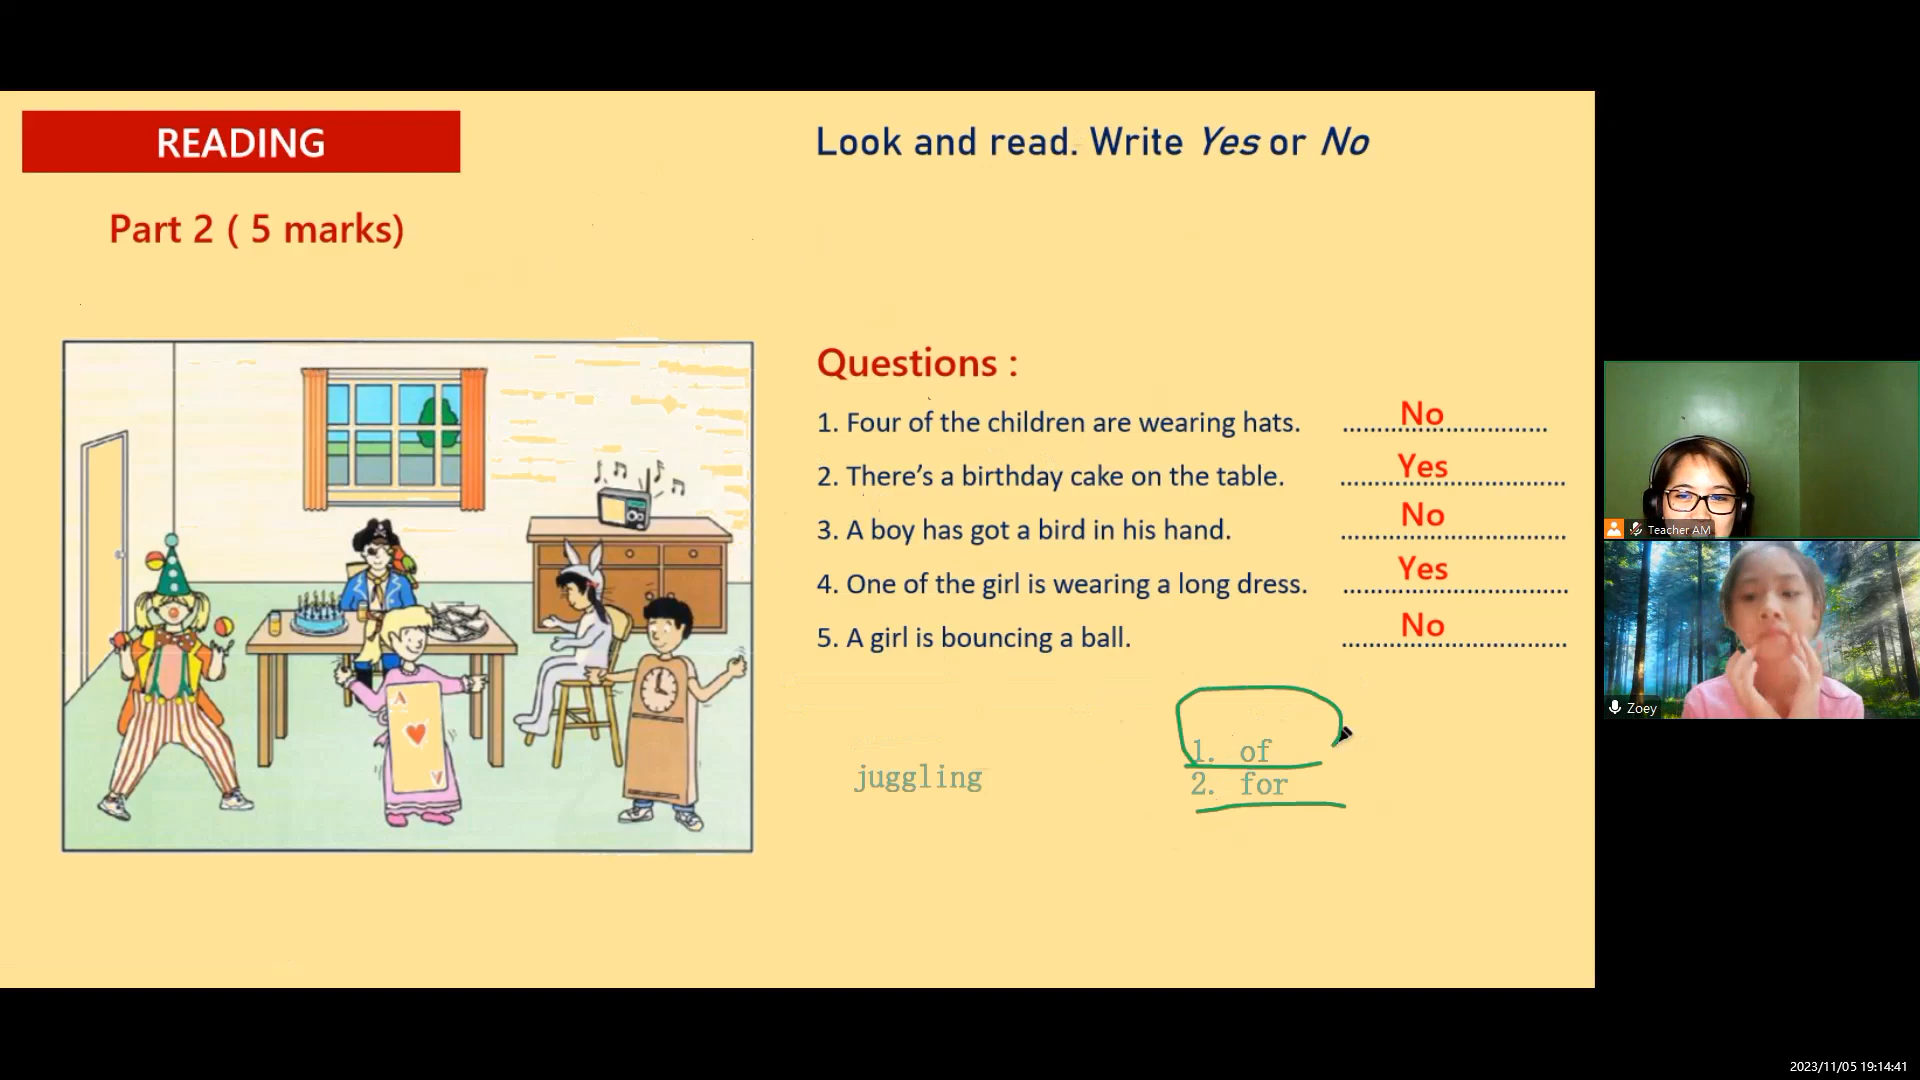 READING
Look and read. Write Yes or No
Part 2 ( 5 marks)
Questions :
1. Four of the children are wearing hats. .............................. No
2. There's a birthday cake on the table. ................................. Yes
3. A boy has got a bird in his hand. ................................. No
4. One of the girl is wearing a long dress. ................................. Yes
5. A girl is bouncing a ball. ................................. No
juggling
1. of
2. for
A
A
Teacher AM
Zoey
2023/11/05 19:14:41